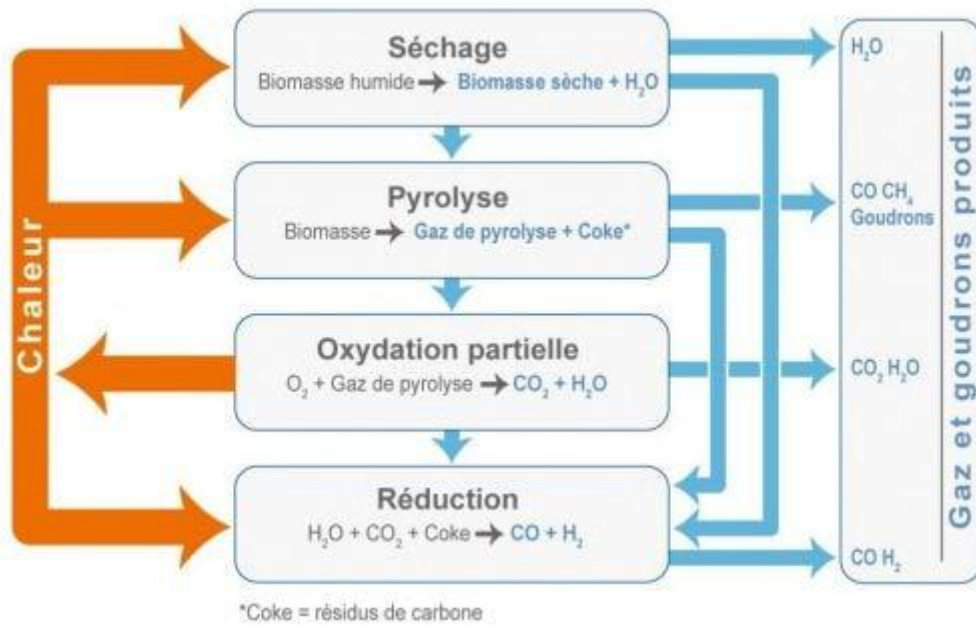 Séchage
Biomasse humide → Biomasse sèche + H₂O
Pyrolyse
Biomasse → Gaz de pyrolyse + Coke*
Oxydation partielle
O₂ + Gaz de pyrolyse → CO₂ + H₂O
Réduction
H₂O + CO₂ + Coke → CO + H₂
Chaleur
H₂O
CO CH₄
Goudrons
CO₂ H₂O
CO H₂
Gaz et goudrons produits
*Coke = résidus de carbone